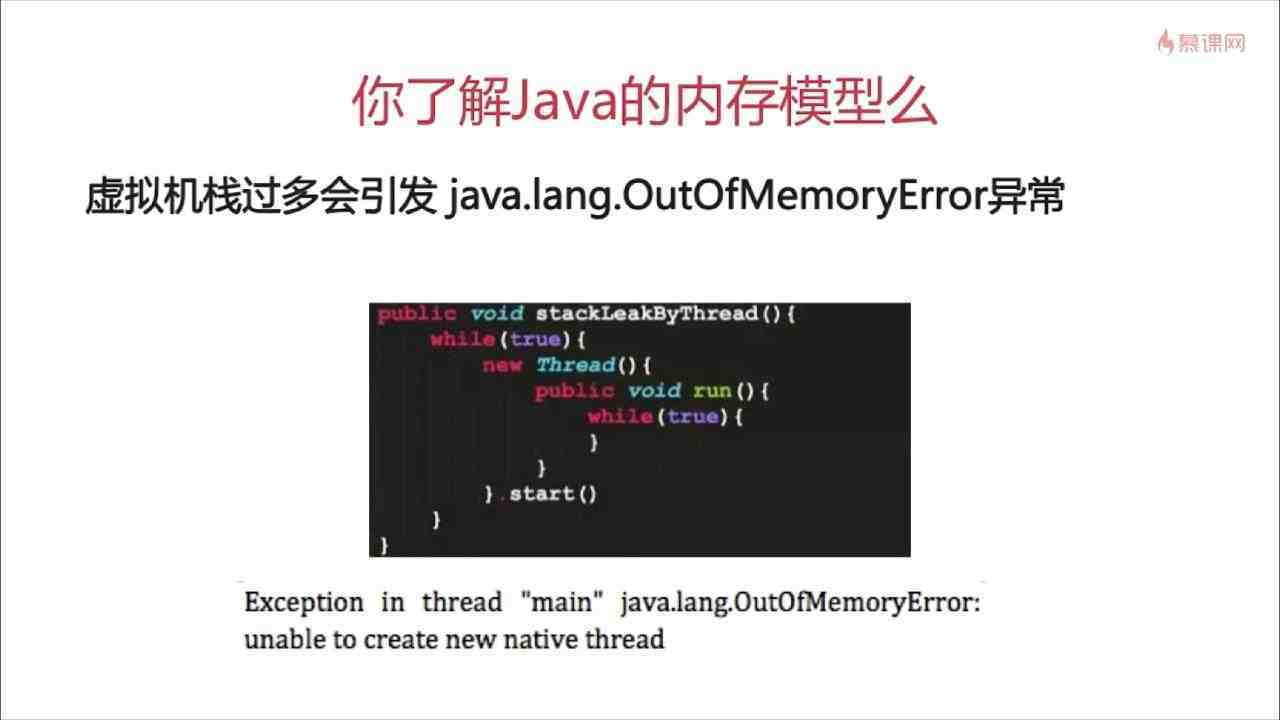 慕课网
你了解Java的内存模型么
虚拟机栈过多会引发 java.lang.OutOfMemoryError异常
public void stackLeakByThread(){
    while(true){
        new Thread(){
            public void run(){
                while(true){
                }
            }
        }.start()
    }
}
Exception in thread "main" java.lang.OutOfMemoryError:
unable to create new native thread